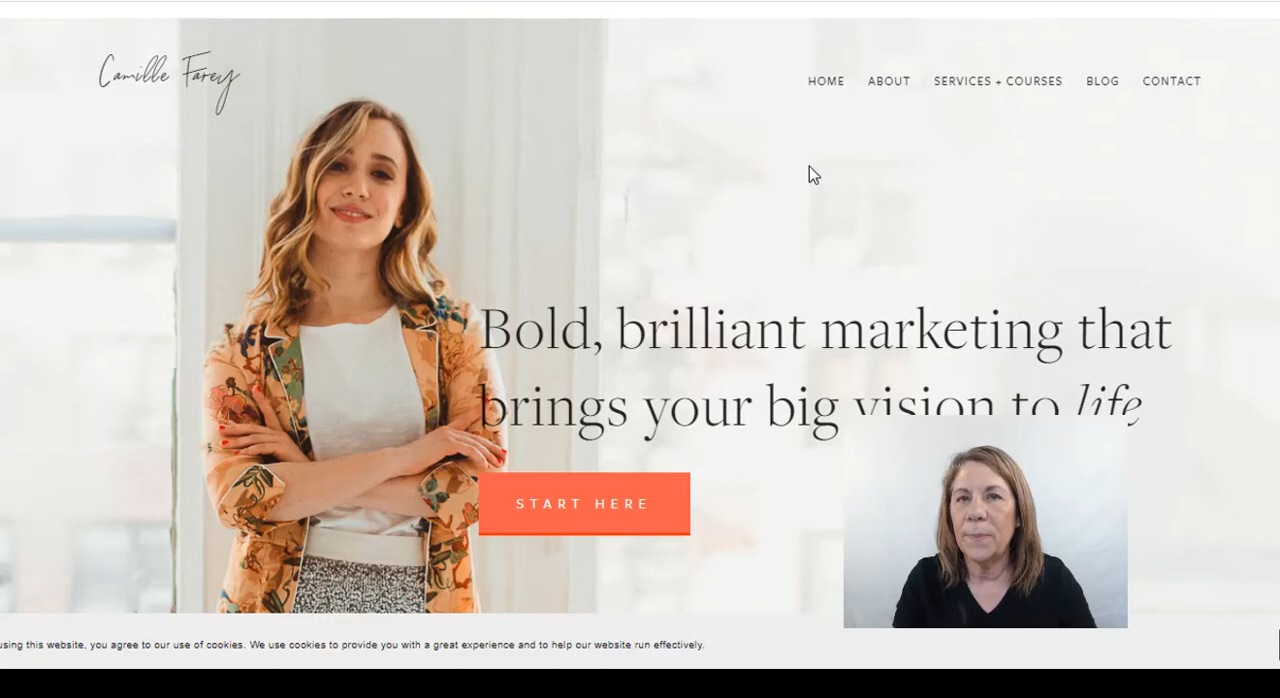 Camille Farey
HOME ABOUT SERVICES + COURSES BLOG CONTACT
Bold, brilliant marketing that
brings your big vision to life
START HERE
using this website, you agree to our use of cookies. We use cookies to provide you with a great experience and to help our website run effectively.